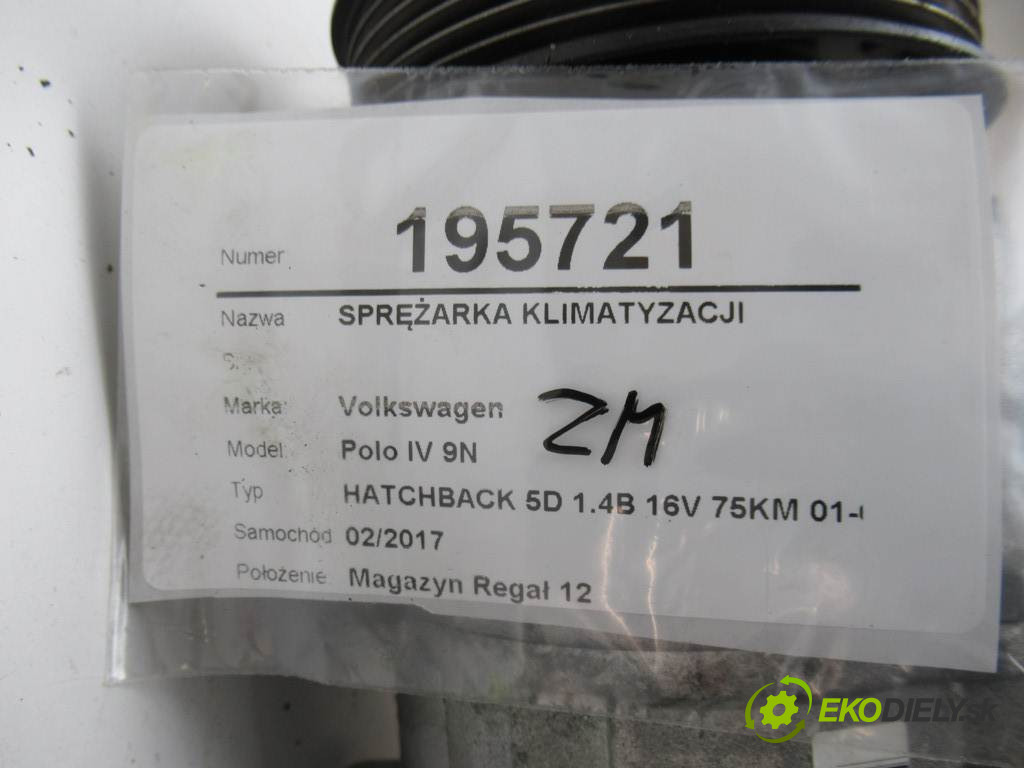 Numer 195721
Nazwa SPRĘŻARKA KLIMATYZACJI
Marka: Volkswagen
ZM
Model: Polo IV 9N
Typ HATCHBACK 5D 1.4B 16V 75KM 01-
Samochód 02/2017
Położenie: Magazyn Regał 12
EKODIELY.sk